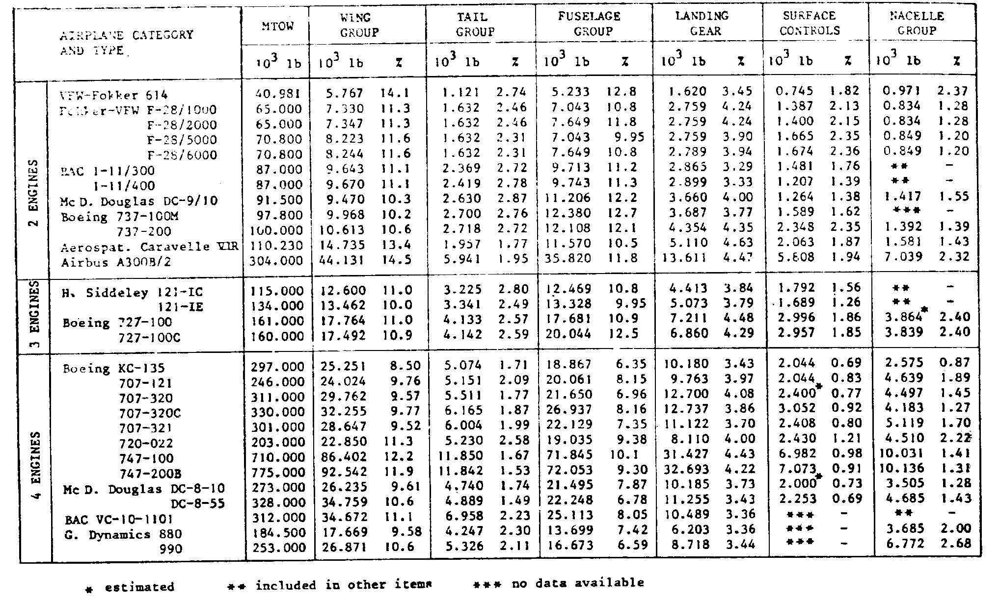 AIRPLANE CATEGORY AND TYPE | MTOW | WING GROUP | TAIL GROUP | FUSELAGE GROUP | LANDING GEAR | SURFACE CONTROLS | NACELLE GROUP
10³ lb | 10³ lb % | 10³ lb % | 10³ lb % | 10³ lb % | 10³ lb % | 10³ lb %
2 ENGINES
VFW-Fokker 614 40.981 5.767 14.1 1.121 2.74 5.233 12.8 1.620 3.45 0.745 1.82 0.971 2.37
Fokker-VFW F-28/1000 65.000 7.330 11.3 1.632 2.46 7.043 10.8 2.759 4.24 1.387 2.13 0.834 1.28
F-28/2000 65.000 7.347 11.3 1.632 2.46 7.649 11.8 2.759 4.24 1.400 2.15 0.834 1.28
F-28/5000 70.800 8.223 11.6 1.632 2.31 7.043 9.95 2.759 3.90 1.665 2.35 0.849 1.20
F-28/6000 70.800 8.244 11.6 1.632 2.31 7.649 10.8 2.789 3.94 1.674 2.36 0.849 1.20
BAC 1-11/300 87.000 9.643 11.1 2.369 2.72 9.713 11.2 2.865 3.29 1.481 1.76 ** -
1-11/400 87.000 9.670 11.1 2.419 2.78 9.743 11.3 2.899 3.33 1.207 1.39 ** -
Mc D. Douglas DC-9/10 91.500 9.470 10.3 2.630 2.87 11.206 12.2 3.660 4.00 1.264 1.38 1.417 1.55
Boeing 737-100M 97.800 9.968 10.2 2.700 2.76 12.380 12.7 3.687 3.77 1.589 1.62 *** -
737-200 100.000 10.613 10.6 2.718 2.72 12.108 12.1 4.354 4.35 2.348 2.35 1.392 1.39
Aerospat. Caravelle VIR 110.230 14.735 13.4 1.957 1.77 11.570 10.5 5.110 4.63 2.063 1.87 1.581 1.43
Airbus A300B/2 304.000 44.131 14.5 5.941 1.95 35.820 11.8 13.611 4.47 5.808 1.94 7.039 2.32
3 ENGINES
H. Siddeley 121-IC 115.000 12.600 11.0 3.225 2.80 12.469 10.8 4.413 3.84 1.792 1.56 ** -
121-IE 134.000 13.462 10.0 3.341 2.49 13.328 9.95 5.073 3.79 1.689 1.26 ** -
Boeing 727-100 161.000 17.764 11.0 4.133 2.57 17.681 10.9 7.211 4.48 2.996 1.86 3.864* 2.40
727-100C 160.000 17.492 10.9 4.142 2.59 20.044 12.5 6.860 4.29 2.957 1.85 3.839 2.40
4 ENGINES
Boeing KC-135 297.000 25.251 8.50 5.074 1.71 18.867 6.35 10.180 3.43 2.044 0.69 2.575 0.87
707-121 246.000 24.024 9.76 5.151 2.09 20.061 8.15 9.763 3.97 2.044 0.83 4.639 1.89
707-320 311.000 29.762 9.57 5.511 1.77 21.650 6.96 12.700 4.08 2.400* 0.77 4.497 1.45
707-320C 330.000 32.255 9.77 6.165 1.87 26.937 8.16 12.737 3.86 3.052 0.92 4.183 1.27
707-321 301.000 28.647 9.52 6.004 1.99 22.129 7.35 11.122 3.70 2.408 0.80 5.119 1.70
720-022 203.000 22.850 11.3 5.230 2.58 19.035 9.38 8.110 4.00 2.430 1.21 4.510 2.22
747-100 710.000 86.402 12.2 11.850 1.67 71.845 10.1 31.427 4.43 6.982 0.98 10.031 1.41
747-200B 775.000 92.542 11.9 11.842 1.53 72.053 9.30 32.693 4.22 7.073 0.91 10.136 1.31
Mc D. Douglas DC-8-10 273.000 26.235 9.61 4.740 1.74 21.495 7.87 10.185 3.73 2.000* 0.73 3.505 1.28
DC-8-55 328.000 34.759 10.6 4.889 1.49 22.248 6.78 11.255 3.43 2.253 0.69 4.685 1.43
BAC VC-10-1101 312.000 34.672 11.1 6.958 2.23 25.113 8.05 10.489 3.36 *** - ** -
G. Dynamics 880 184.500 17.669 9.58 4.247 2.30 13.699 7.42 6.203 3.36 *** - 3.685 2.00
990 253.000 26.871 10.6 5.326 2.11 16.673 6.59 8.718 3.44 *** - 6.772 2.68
* estimated ** included in other items *** no data available